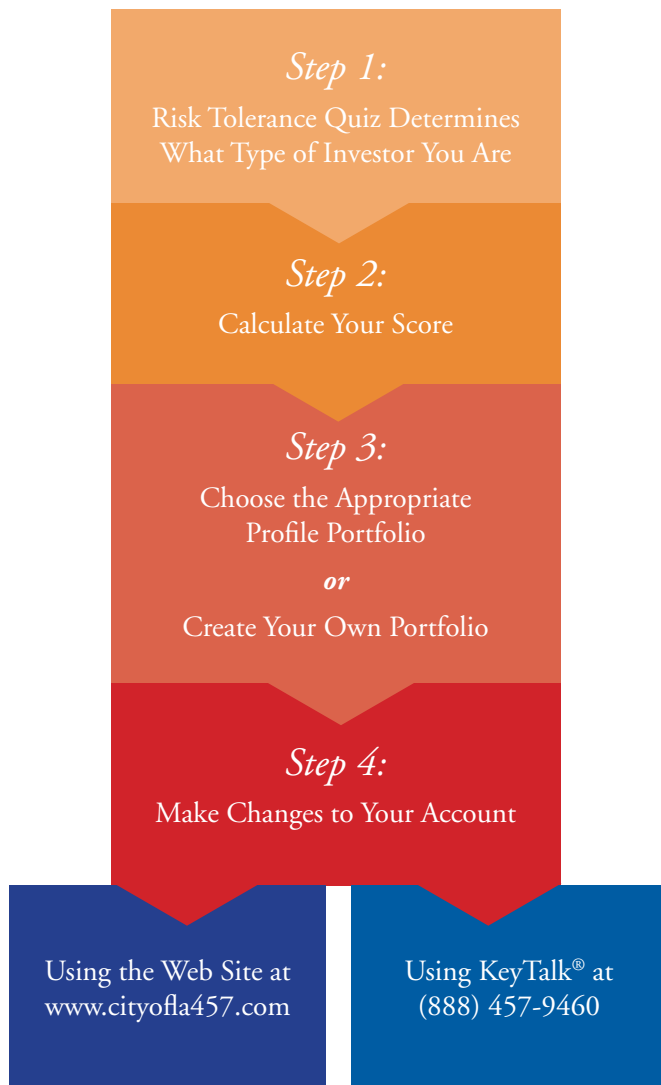 Step 1:
Risk Tolerance Quiz Determines
What Type of Investor You Are
Step 2:
Calculate Your Score
Step 3:
Choose the Appropriate
Profile Portfolio
or
Create Your Own Portfolio
Step 4:
Make Changes to Your Account
Using the Web Site at
www.cityofla457.com
Using KeyTalk® at
(888) 457-9460